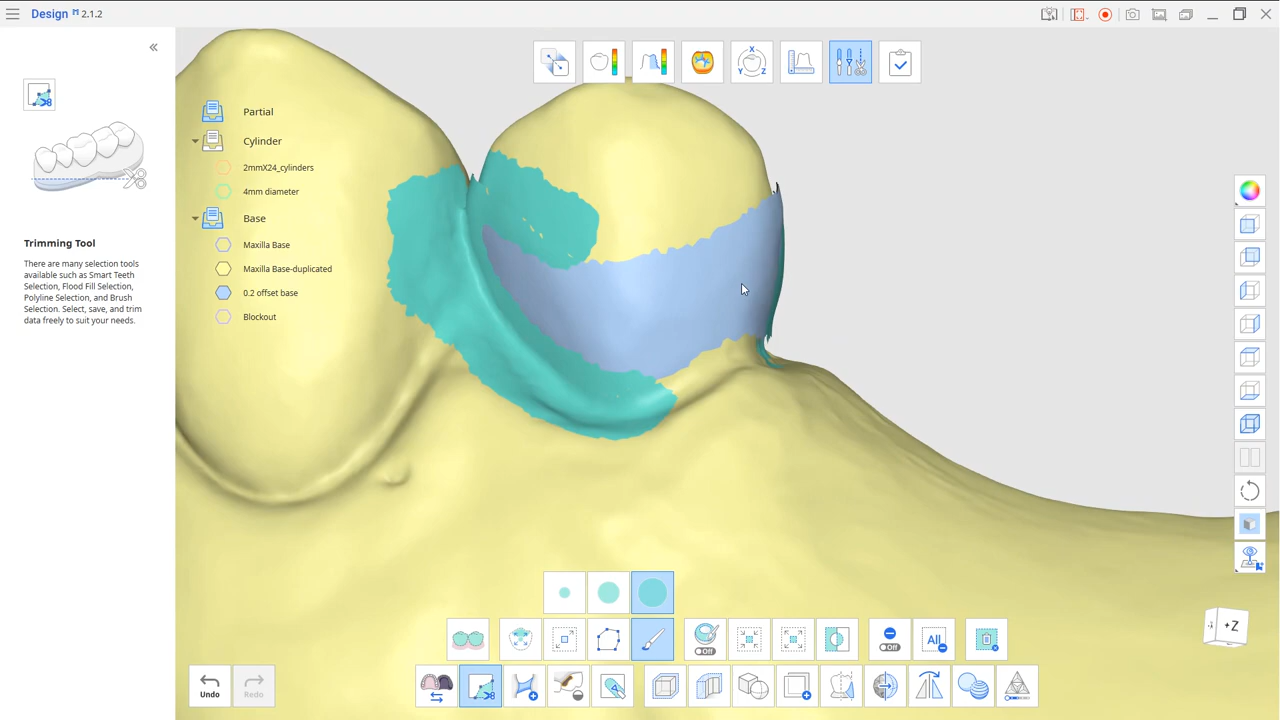 Design 2.1.2
Partial
Cylinder
2mmX24_cylinders
4mm diameter
Base
Maxilla Base
Maxilla Base-duplicated
0.2 offset base
Blockout
Trimming Tool
There are many selection tools
available such as Smart Teeth
Selection, Flood Fill Selection,
Polyline Selection, and Brush
Selection. Select, save, and trim
data freely to suit your needs.
X
Y
Z
+Z
Off
Off
All
Undo
Redo